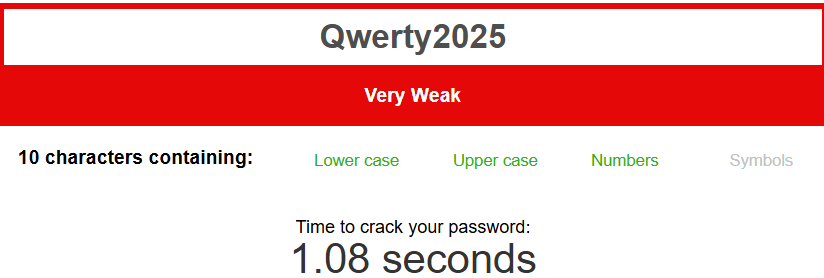 Qwerty2025
Very Weak
10 characters containing: Lower case Upper case Numbers Symbols
Time to crack your password:
1.08 seconds